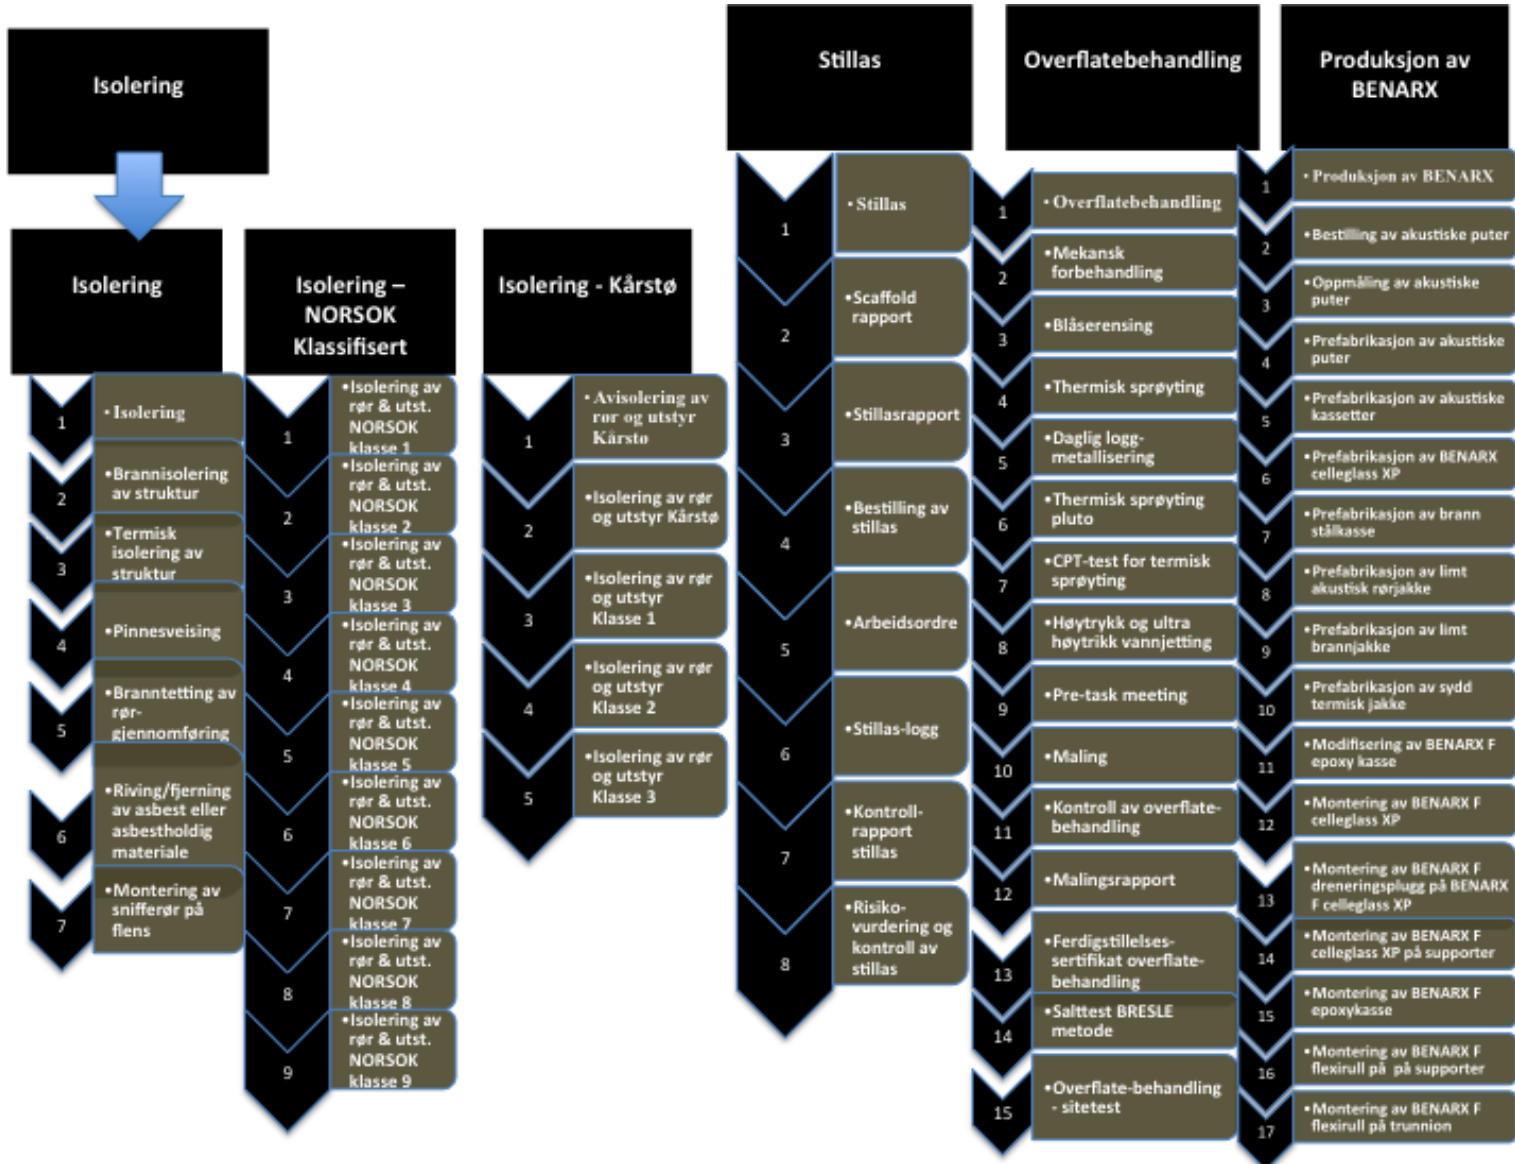 Isolering
Isolering
1
• Isolering
2
•Brannisolering
av struktur
3
•Termisk
isolering av
struktur
4
•Pinnesveising
5
•Branntetting av
rør-
gjennomføring
6
•Riving/fjerning
av asbest eller
asbestholdig
materiale
7
•Montering av
snifferør på
flens
Isolering –
NORSOK
Klassifisert
1
•Isolering av
rør & utst.
NORSOK
klasse 1
2
•Isolering av
rør & utst.
NORSOK
klasse 2
3
•Isolering av
rør & utst.
NORSOK
klasse 3
4
•Isolering av
rør & utst.
NORSOK
klasse 4
5
•Isolering av
rør & utst.
NORSOK
klasse 5
6
•Isolering av
rør & utst.
NORSOK
klasse 6
7
•Isolering av
rør & utst.
NORSOK
klasse 7
8
•Isolering av
rør & utst.
NORSOK
klasse 8
9
•Isolering av
rør & utst.
NORSOK
klasse 9
Isolering - Kårstø
1
• Avisolering av
rør og utstyr
Kårstø
2
•Isolering av rør
og utstyr Kårstø
3
•Isolering av rør
og utstyr
Klasse 1
4
•Isolering av rør
og utstyr
Klasse 2
5
•Isolering av rør
og utstyr
Klasse 3
Stillas
1
• Stillas
2
•Scaffold
rapport
3
•Stillasrapport
4
•Bestilling av
stillas
5
•Arbeidsordre
6
•Stillas-logg
7
•Kontroll-
rapport
stillas
8
•Risiko-
vurdering og
kontroll av
stillas
Overflatebehandling
1
• Overflatebehandling
2
•Mekansk
forbehandling
3
•Blåserensing
4
•Thermisk sprøyting
5
•Daglig logg-
metallisering
6
•Thermisk sprøyting
pluto
7
•CPT-test for termisk
sprøyting
8
•Høytrykk og ultra
høytrikk vannjetting
9
•Pre-task meeting
10
•Maling
11
•Kontroll av overflate-
behandling
12
•Malingsrapport
13
•Ferdigstillelses-
sertifikat overflate-
behandling
14
•Salttest BRESLE
metode
15
•Overflate-behandling
- sitetest
Produksjon av
BENARX
1
• Produksjon av BENARX
2
•Bestilling av akustiske puter
3
•Oppmåling av akustiske
puter
4
•Prefabrikasjon av akustiske
puter
5
•Prefabrikasjon av akustiske
kassetter
6
•Prefabrikasjon av BENARX
celleglass XP
7
•Prefabrikasjon av brann
stålkasse
8
•Prefabrikasjon av limt
akustisk rørjakke
9
•Prefabrikasjon av limt
brannjakke
10
•Prefabrikasjon av sydd
termisk jakke
11
•Modifisering av BENARX F
epoxy kasse
12
•Montering av BENARX F
celleglass XP
13
•Montering av BENARX F
dreneringsplugg på BENARX
F celleglass XP
14
•Montering av BENARX F
celleglass XP på supporter
15
•Montering av BENARX F
epoxykasse
16
•Montering av BENARX F
flexirull på på supporter
17
•Montering av BENARX F
flexirull på trunnion